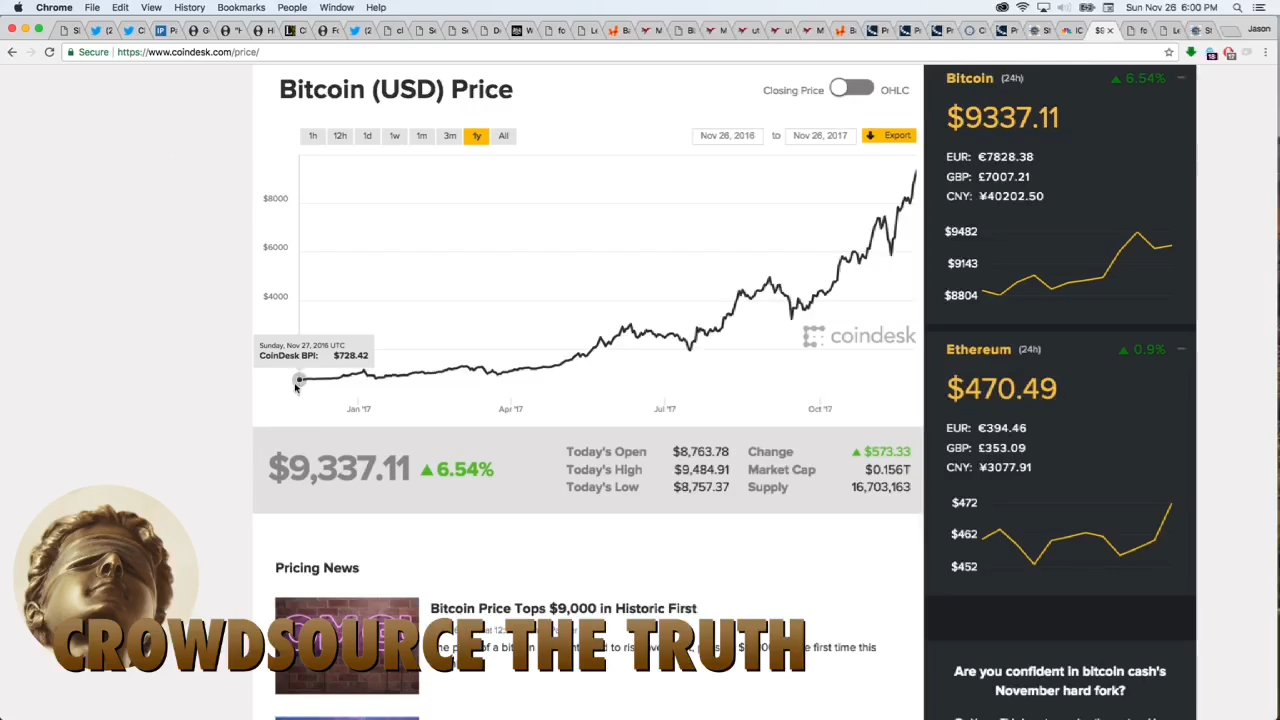 Chrome File Edit View History Bookmarks People Window Help
Sun Nov 26 6:00 PM
Jason
Secure https://www.coindesk.com/price/
Bitcoin (USD) Price
Closing Price OHLC
1h 12h 1d 1w 1m 3m 1y All
Nov 26, 2016 to Nov 26, 2017 Export
$8000
$6000
$4000
Sunday, Nov 27, 2016 UTC
CoinDesk BPI: $728.42
coindesk
Jan '17 Apr '17 Jul '17 Oct '17
$9,337.11 6.54%
Today's Open $8,763.78 Change $573.33
Today's High $9,484.91 Market Cap $0.156T
Today's Low $8,757.37 Supply 16,703,163
Pricing News
Bitcoin Price Tops $9,000 in Historic First
CROWDSOURCE THE TRUTH
Bitcoin (24h) 6.54%
$9337.11
EUR: €7828.38
GBP: £7007.21
CNY: ¥40202.50
$9482
$9143
$8804
Ethereum (24h) 0.9%
$470.49
EUR: €394.46
GBP: £353.09
CNY: ¥3077.91
$472
$462
$452
Are you confident in bitcoin cash's
November hard fork?